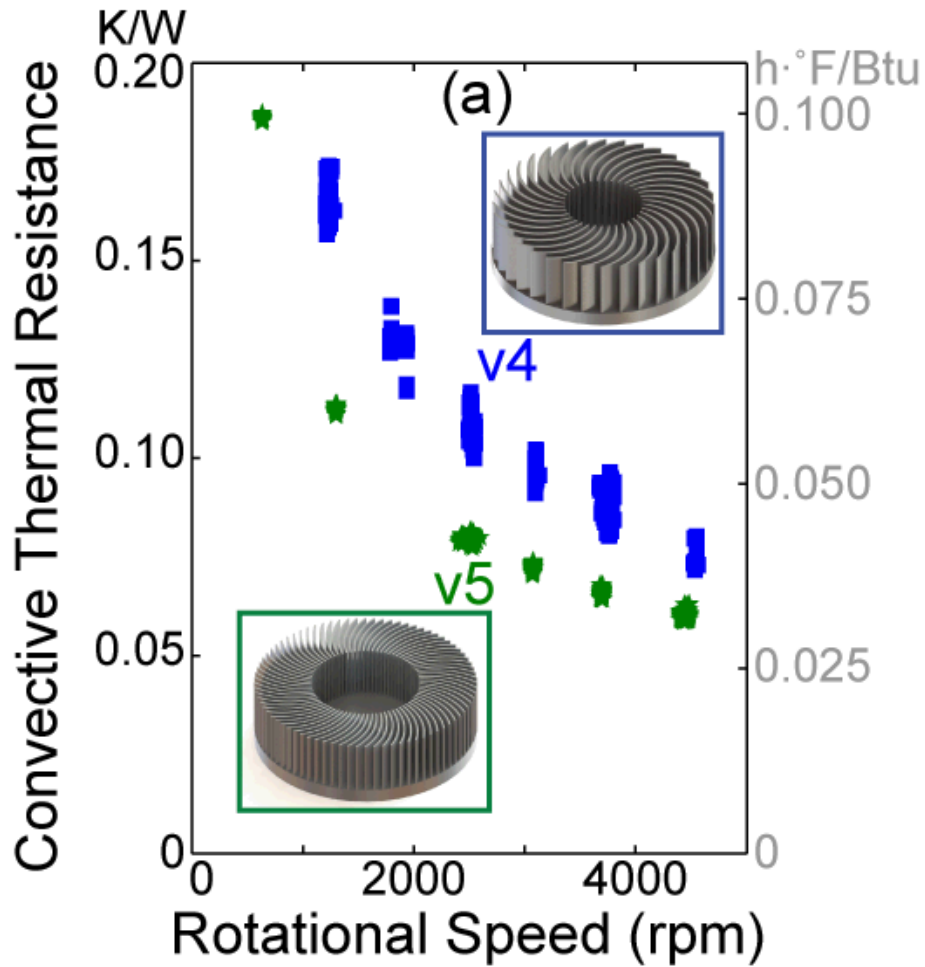 K/W
h·°F/Btu
Convective Thermal Resistance
(a)
0.20
0.15
0.10
0.05
0
0.100
0.075
0.050
0.025
0
v4
v5
0 2000 4000
Rotational Speed (rpm)